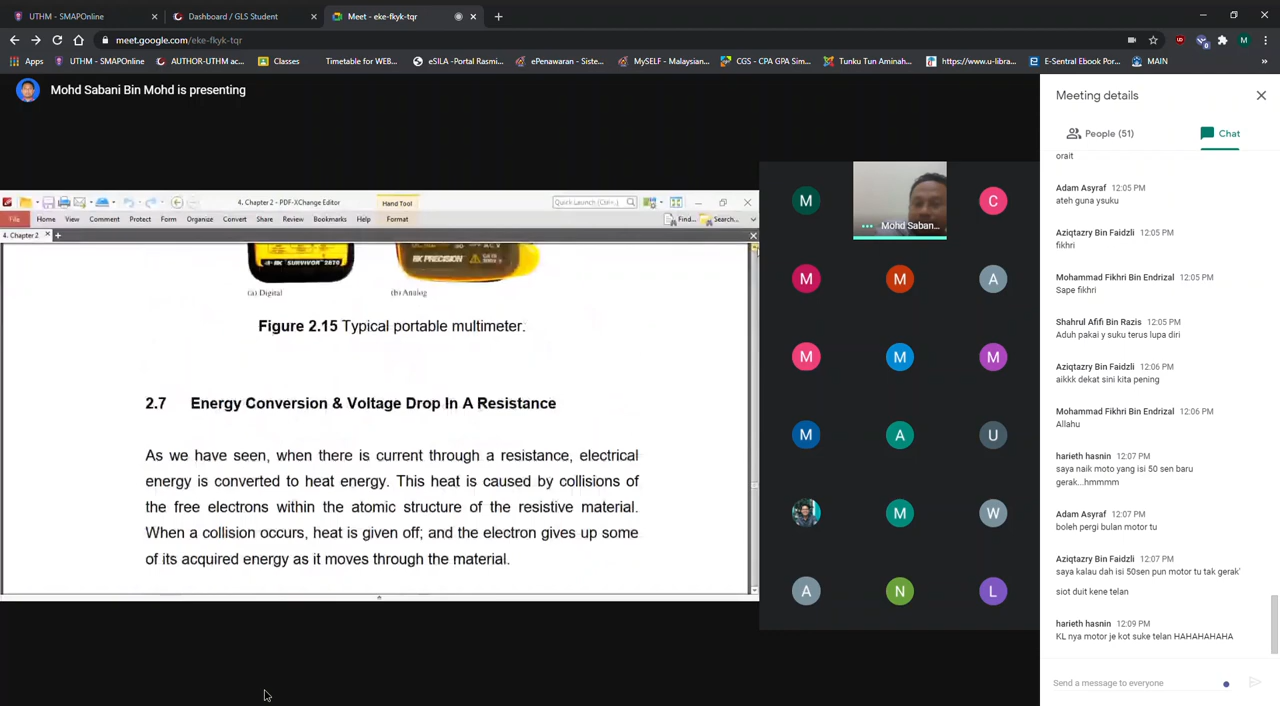 UTHM - SMAPOnline
Dashboard / GLS Student
Meet - eke-fkyk-tqr
meet.google.com/eke-fkyk-tqr
M
Apps
UTHM - SMAPOnline
AUTHOR-UTHM ac...
Classes
Timetable for WEB...
eSILA -Portal Rasmi...
ePenawaran - Siste...
MySELF - Malaysian...
CGS - CPA GPA Sim...
Tunku Tun Aminah...
https://www.u-libra...
E-Sentral Ebook Por...
MAIN
Mohd Sabani Bin Mohd is presenting
4. Chapter 2 - PDF-XChange Editor
Hand Tool
Quick Launch (Ctrl+.)
File
Home
View
Comment
Protect
Form
Organize
Convert
Share
Review
Bookmarks
Help
Format
Find...
Search...
4. Chapter 2
B+K SURVIVOR 2810
BK PRECISION
(a) Digital
(b) Analog
Figure 2.15 Typical portable multimeter.
2.7 Energy Conversion & Voltage Drop In A Resistance
As we have seen, when there is current through a resistance, electrical
energy is converted to heat energy. This heat is caused by collisions of
the free electrons within the atomic structure of the resistive material.
When a collision occurs, heat is given off; and the electron gives up some
of its acquired energy as it moves through the material.
M
Mohd Saban...
C
M
M
A
M
M
M
M
A
U
M
W
A
N
L
Meeting details
People (51)
Chat
orait
Adam Asyraf 12:05 PM
ateh guna ysuku
Aziqtazry Bin Faidzli 12:05 PM
fikhri
Mohammad Fikhri Bin Endrizal 12:05 PM
Sape fikhri
Shahrul Afifi Bin Razis 12:05 PM
Aduh pakai y suku terus lupa diri
Aziqtazry Bin Faidzli 12:06 PM
aikkk dekat sini kita pening
Mohammad Fikhri Bin Endrizal 12:06 PM
Allahu
harieth hasnin 12:07 PM
saya naik moto yang isi 50 sen baru
gerak...hmmmm
Adam Asyraf 12:07 PM
boleh pergi bulan motor tu
Aziqtazry Bin Faidzli 12:07 PM
saya kalau dah isi 50sen pun motor tu tak gerak'
siot duit kene telan
harieth hasnin 12:09 PM
KL nya motor je kot suke telan HAHAHAHAHA
Send a message to everyone